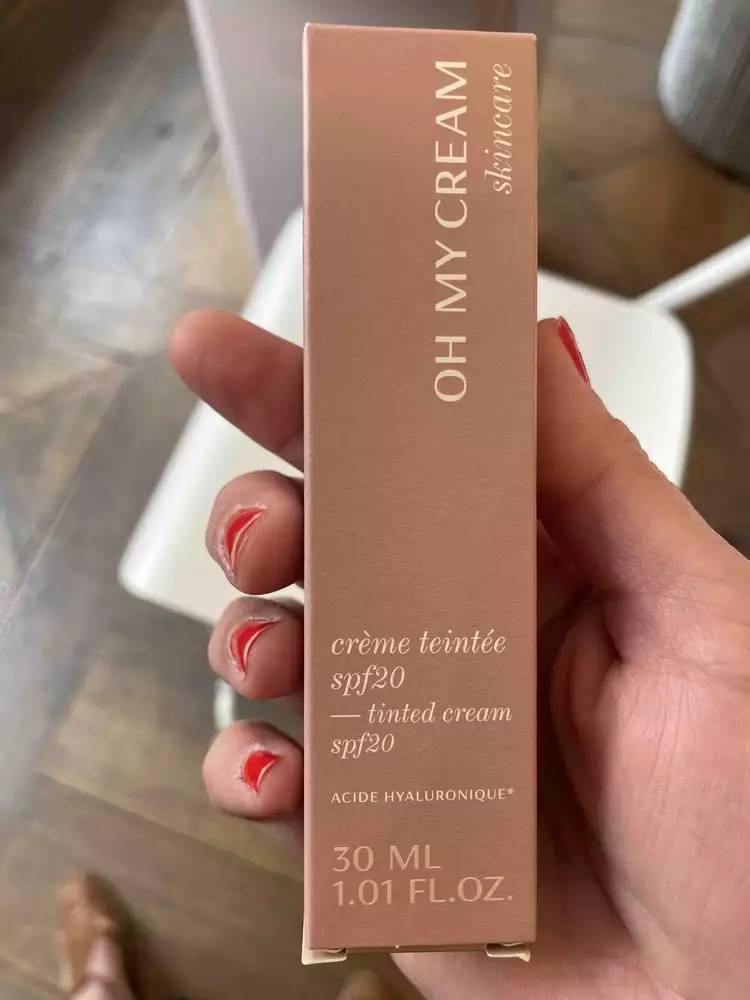 OH MY CREAM
skincare
crème teintée
spf20
— tinted cream
spf20
ACIDE HYALURONIQUE*
30 ML
1.01 FL.OZ.